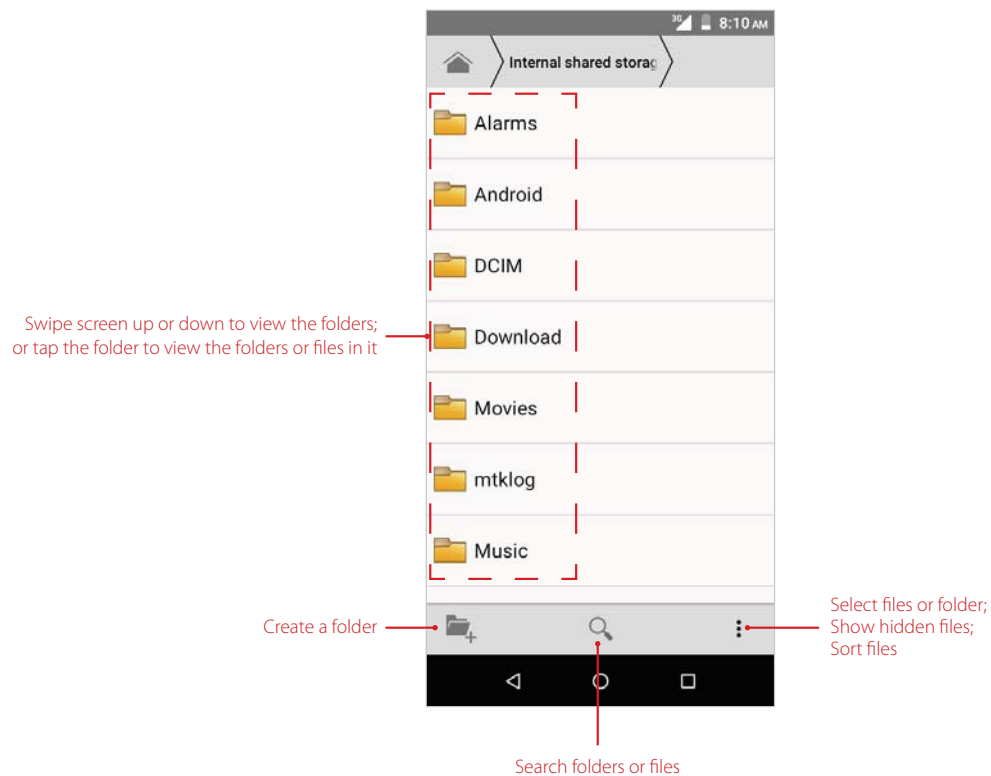 3G 8:10 AM
Internal shared storag
Alarms
Android
DCIM
Swipe screen up or down to view the folders;
or tap the folder to view the folders or files in it
Download
Movies
mtklog
Music
Create a folder
Select files or folder;
Show hidden files;
Sort files
Search folders or files